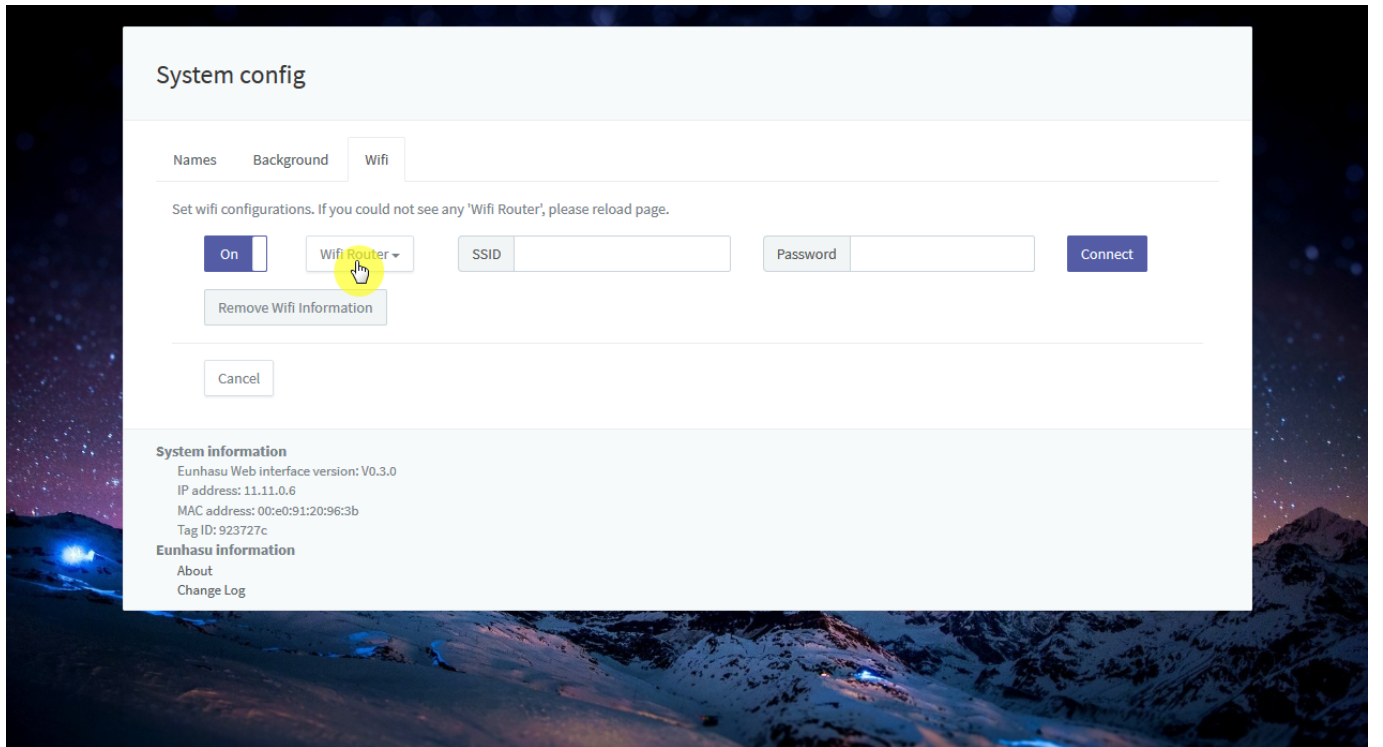 System config
Names Background Wifi
Set wifi configurations. If you could not see any 'Wifi Router', please reload page.
On Wifi Router SSID Password Connect
Remove Wifi Information
Cancel
System information
Eunhasu Web interface version: V0.3.0
IP address: 11.11.0.6
MAC address: 00:e0:91:20:96:3b
Tag ID: 923727c
Eunhasu information
About
Change Log